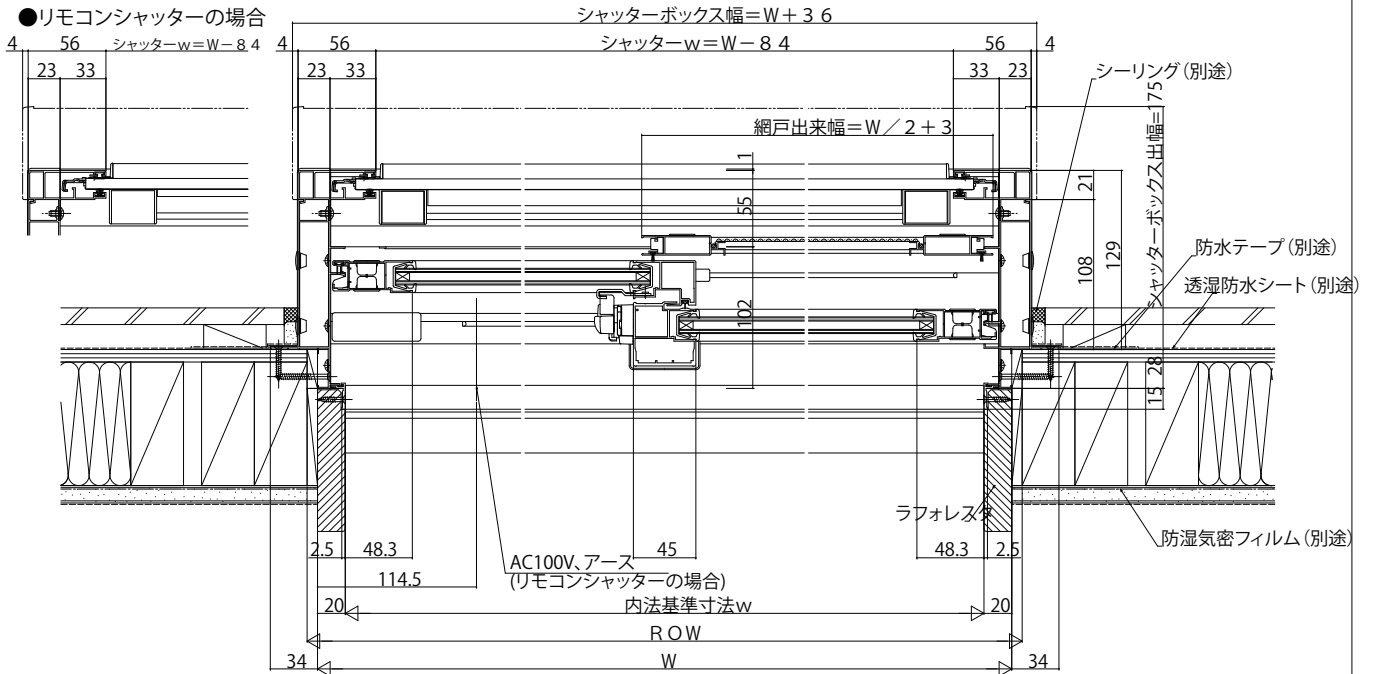 ●リモコンシャッターの場合
シャッターボックス幅=W+36
4 56 シャッターw=W-84 4 56 シャッターw=W-84 56 4
23 33 23 33 33 23
シーリング(別途)
網戸出来幅=W/2+3
シャッターボックス出幅=175
1
21
55
防水テープ(別途)
129
108
透湿防水シート(別途)
102
28
15
ラフォレスタ
防湿気密フィルム(別途)
2.5 48.3 45 48.3 2.5
AC100V、アース
114.5
(リモコンシャッターの場合)
20 内法基準寸法w 20
ROW
34 W 34